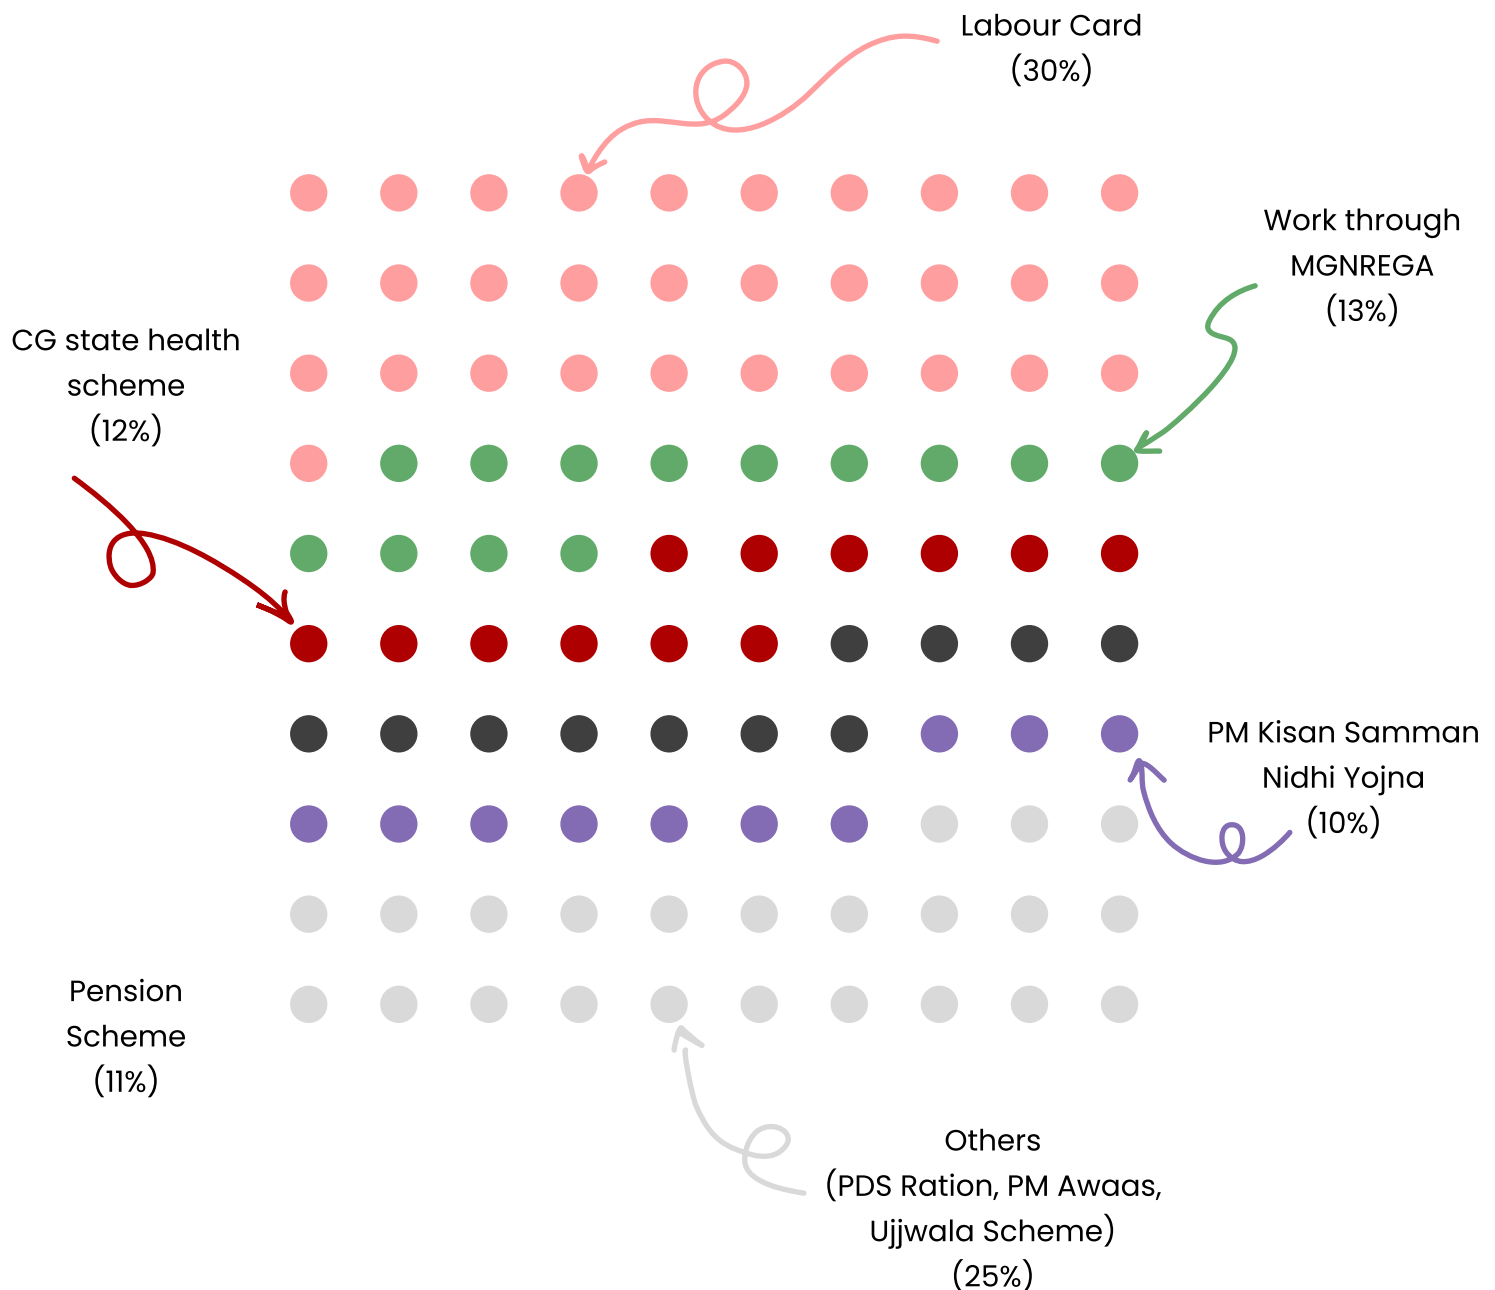 Labour Card
(30%)
Work through
MGNREGA
(13%)
CG state health
scheme
(12%)
PM Kisan Samman
Nidhi Yojna
(10%)
Pension
Scheme
(11%)
Others
(PDS Ration, PM Awaas,
Ujjwala Scheme)
(25%)